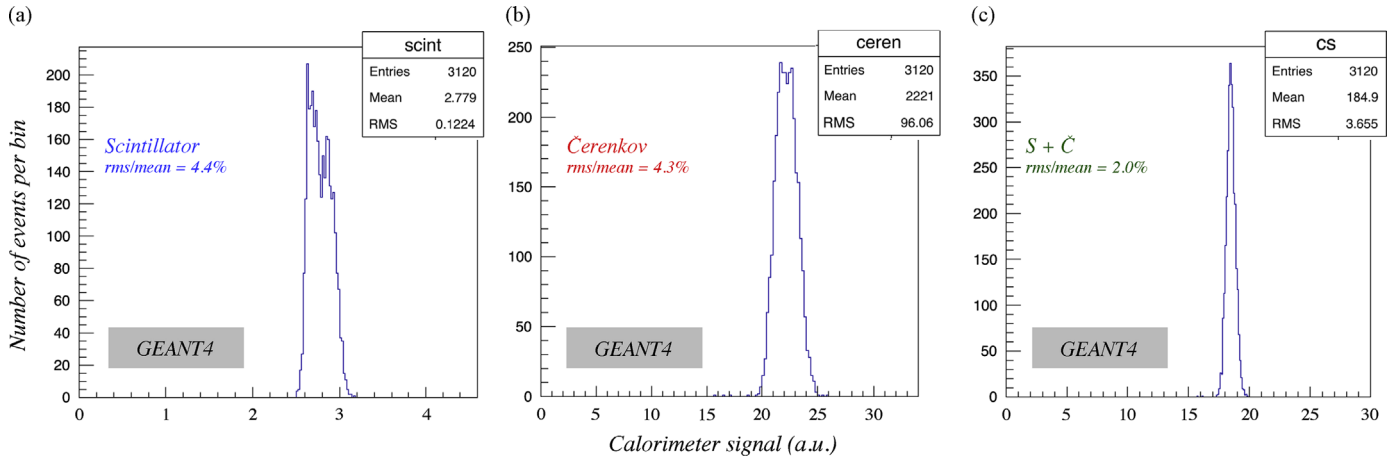 (a)
(b)
(c)
Number of events per bin
scint
Entries 3120
Mean 2.779
RMS 0.1224
Scintillator
rms/mean = 4.4%
GEANT4
200
180
160
140
120
100
80
60
40
20
0
0 1 2 3 4
ceren
Entries 3120
Mean 2221
RMS 96.06
Čerenkov
rms/mean = 4.3%
GEANT4
250
200
150
100
50
0
0 5 10 15 20 25 30
cs
Entries 3120
Mean 184.9
RMS 3.655
S + Č
rms/mean = 2.0%
GEANT4
350
300
250
200
150
100
50
0
0 5 10 15 20 25 30
Calorimeter signal (a.u.)